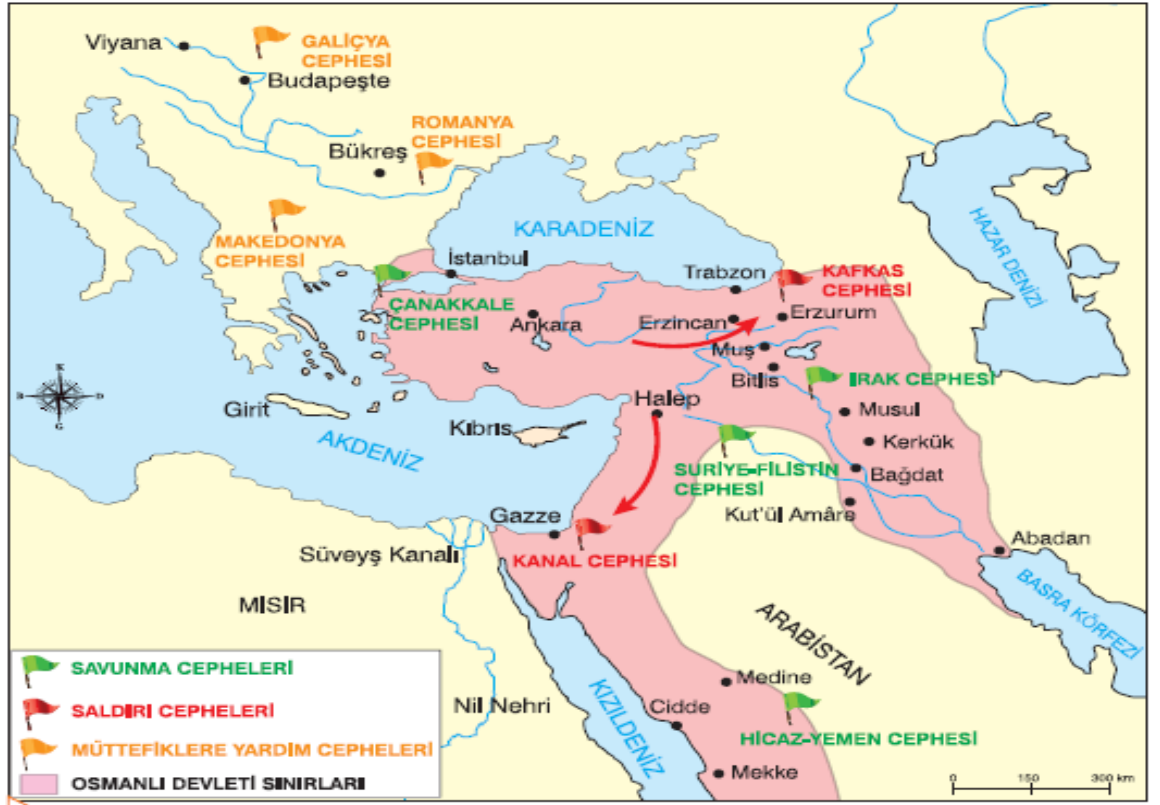 Viyana
GALİÇYA
CEPHESİ
Budapeşte
ROMANYA
CEPHESİ
Bükreş
MAKEDONYA
CEPHESİ
KARADENİZ
HAZAR DENİZİ
İstanbul
Trabzon
KAFKAS
CEPHESİ
ÇANAKKALE
CEPHESİ
Ankara
Erzincan
Erzurum
Muş
Bitlis
IRAK CEPHESİ
K
B
D
G
Girit
Halep
Musul
Kıbrıs
AKDENİZ
Kerkük
SURİYE-FİLİSTİN
CEPHESİ
Bağdat
Kut'ül Amâre
Gazze
Abadan
Süveyş Kanalı
KANAL CEPHESİ
BASRA KÖRFEZİ
MISIR
ARABİSTAN
Medine
Nil Nehri
KIZILDENİZ
Cidde
HİCAZ-YEMEN CEPHESİ
Mekke
SAVUNMA CEPHELERİ
SALDIRI CEPHELERİ
MÜTTEFİKLERE YARDIM CEPHELERİ
OSMANLI DEVLETİ SINIRLARI
0 150 300 km